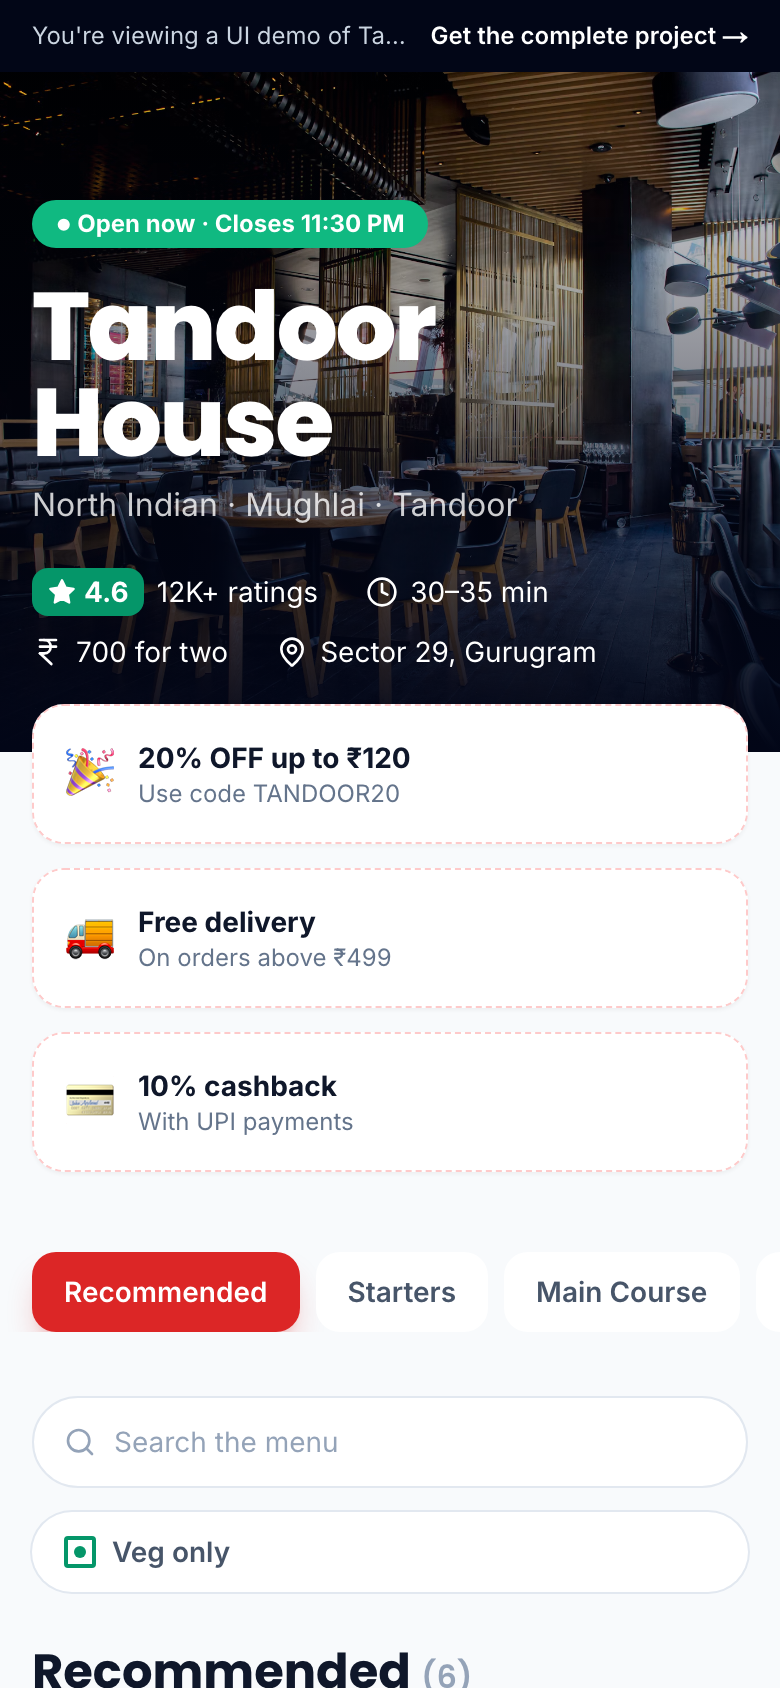 You're viewing a UI demo of Ta... Get the complete project →
Open now · Closes 11:30 PM
Tandoor
House
North Indian · Mughlai · Tandoor
4.6 12K+ ratings 30–35 min
₹ 700 for two Sector 29, Gurugram
20% OFF up to ₹120
Use code TANDOOR20
Free delivery
On orders above ₹499
10% cashback
With UPI payments
Recommended Starters Main Course
Search the menu
Veg only
Recommended (6)